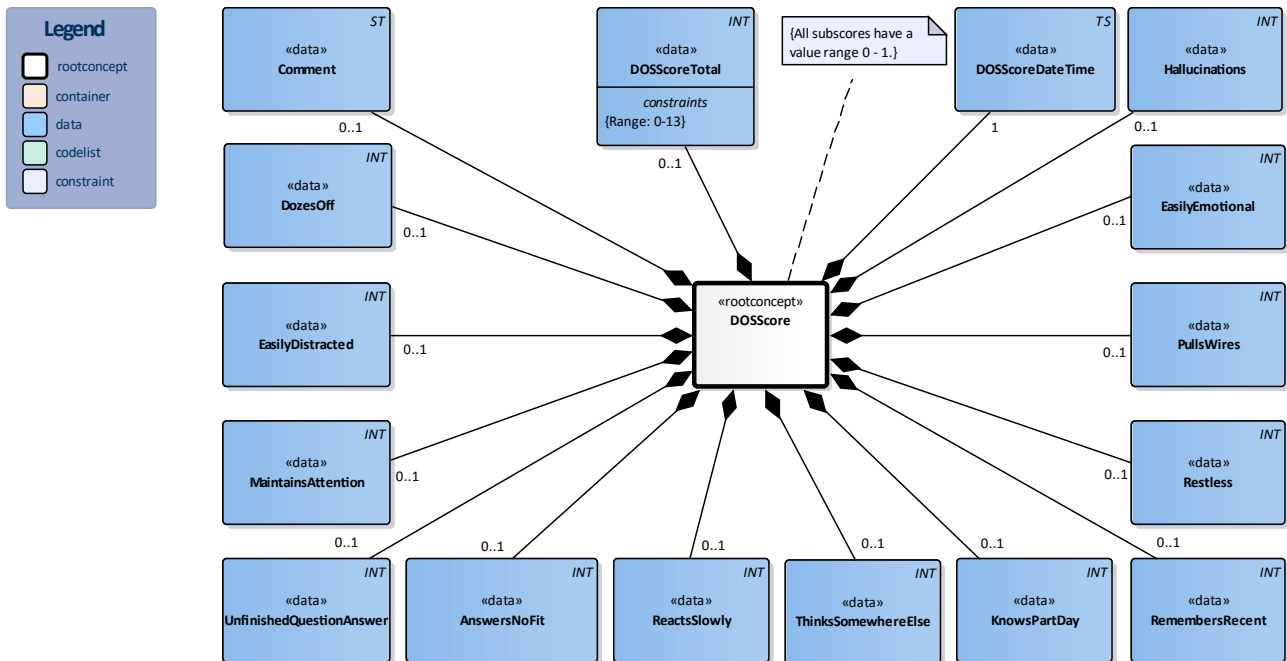 Legend
rootconcept
container
data
codelist
constraint
ST
«data»
Comment
0..1
INT
«data»
DOSScoreTotal
constraints
{Range: 0-13}
0..1
{All subscores have a
value range 0 - 1.}
TS
«data»
DOSScoreDateTime
1
INT
«data»
Hallucinations
0..1
INT
«data»
DozesOff
0..1
INT
«data»
EasilyEmotional
0..1
«rootconcept»
DOSScore
INT
«data»
EasilyDistracted
0..1
INT
«data»
PullsWires
0..1
INT
«data»
MaintainsAttention
0..1
INT
«data»
Restless
0..1
INT
«data»
UnfinishedQuestionAnswer
0..1
INT
«data»
AnswersNoFit
0..1
INT
«data»
ReactsSlowly
0..1
INT
«data»
ThinksSomewhereElse
0..1
INT
«data»
KnowsPartDay
0..1
INT
«data»
RemembersRecent
0..1